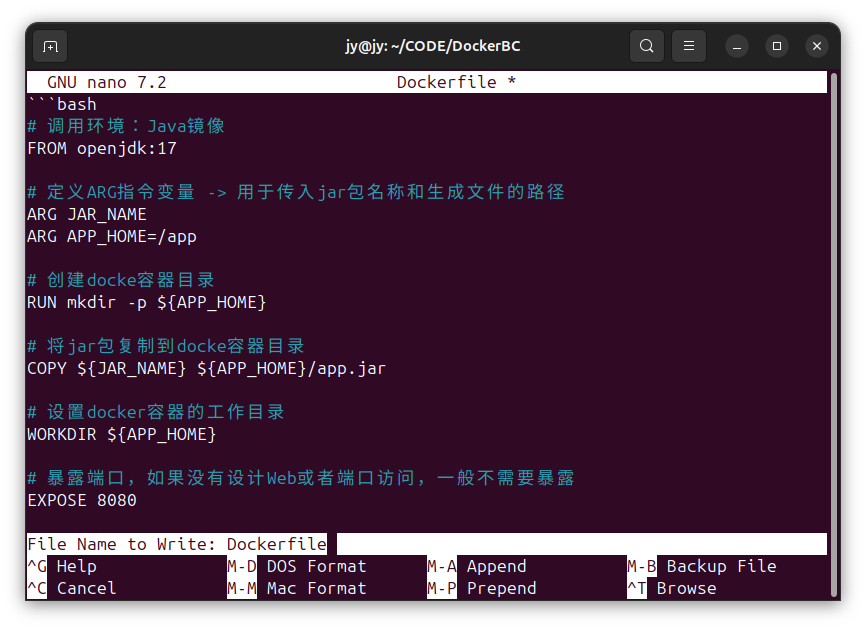 jy@jy: ~/CODE/DockerBC
GNU nano 7.2 Dockerfile *
```bash
# 调用环境：Java镜像
FROM openjdk:17
# 定义ARG指令变量 -> 用于传入jar包名称和生成文件的路径
ARG JAR_NAME
ARG APP_HOME=/app
# 创建docke容器目录
RUN mkdir -p ${APP_HOME}
# 将jar包复制到docke容器目录
COPY ${JAR_NAME} ${APP_HOME}/app.jar
# 设置docker容器的工作目录
WORKDIR ${APP_HOME}
# 暴露端口，如果没有设计Web或者端口访问，一般不需要暴露
EXPOSE 8080
File Name to Write: Dockerfile
^G Help M-D DOS Format M-A Append M-B Backup File
^C Cancel M-M Mac Format M-P Prepend ^T Browse